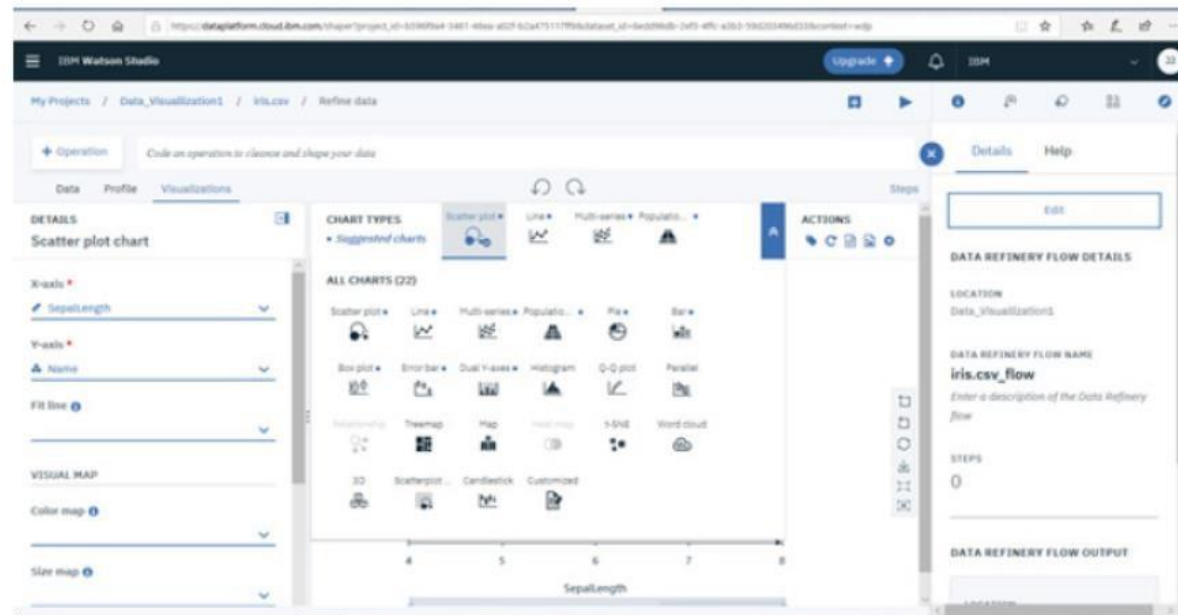 IBM Watson Studio
Upgrade
IBM
My Projects / Data_Visuallization1 / iris.csv / Refine data
+ Operation
Code an operation to cleanse and shape your data
Details
Help
Data
Profile
Visualizations
Steps
DETAILS
Scatter plot chart
X-axis *
SepalLength
Y-axis *
Name
Fit line
VISUAL MAP
Color map
Size map
CHART TYPES
• Suggested charts
Scatter plot
Line
Multi-series
Populatio...
ALL CHARTS (22)
Scatter plot
Line
Multi-series
Populatio...
Pie
Bar
Box plot
Error bar
Dual Y-axes
Histogram
Q-Q plot
Parallel
Relationship
Treemap
Map
Heat map
t-SNE
Word cloud
3D
Scatterplot ...
Candlestick
Customized
4 5 6 7 8
SepalLength
ACTIONS
Edit
DATA REFINERY FLOW DETAILS
LOCATION
Data_Visuallization1
DATA REFINERY FLOW NAME
iris.csv_flow
Enter a description of the Data Refinery
flow
STEPS
0
DATA REFINERY FLOW OUTPUT